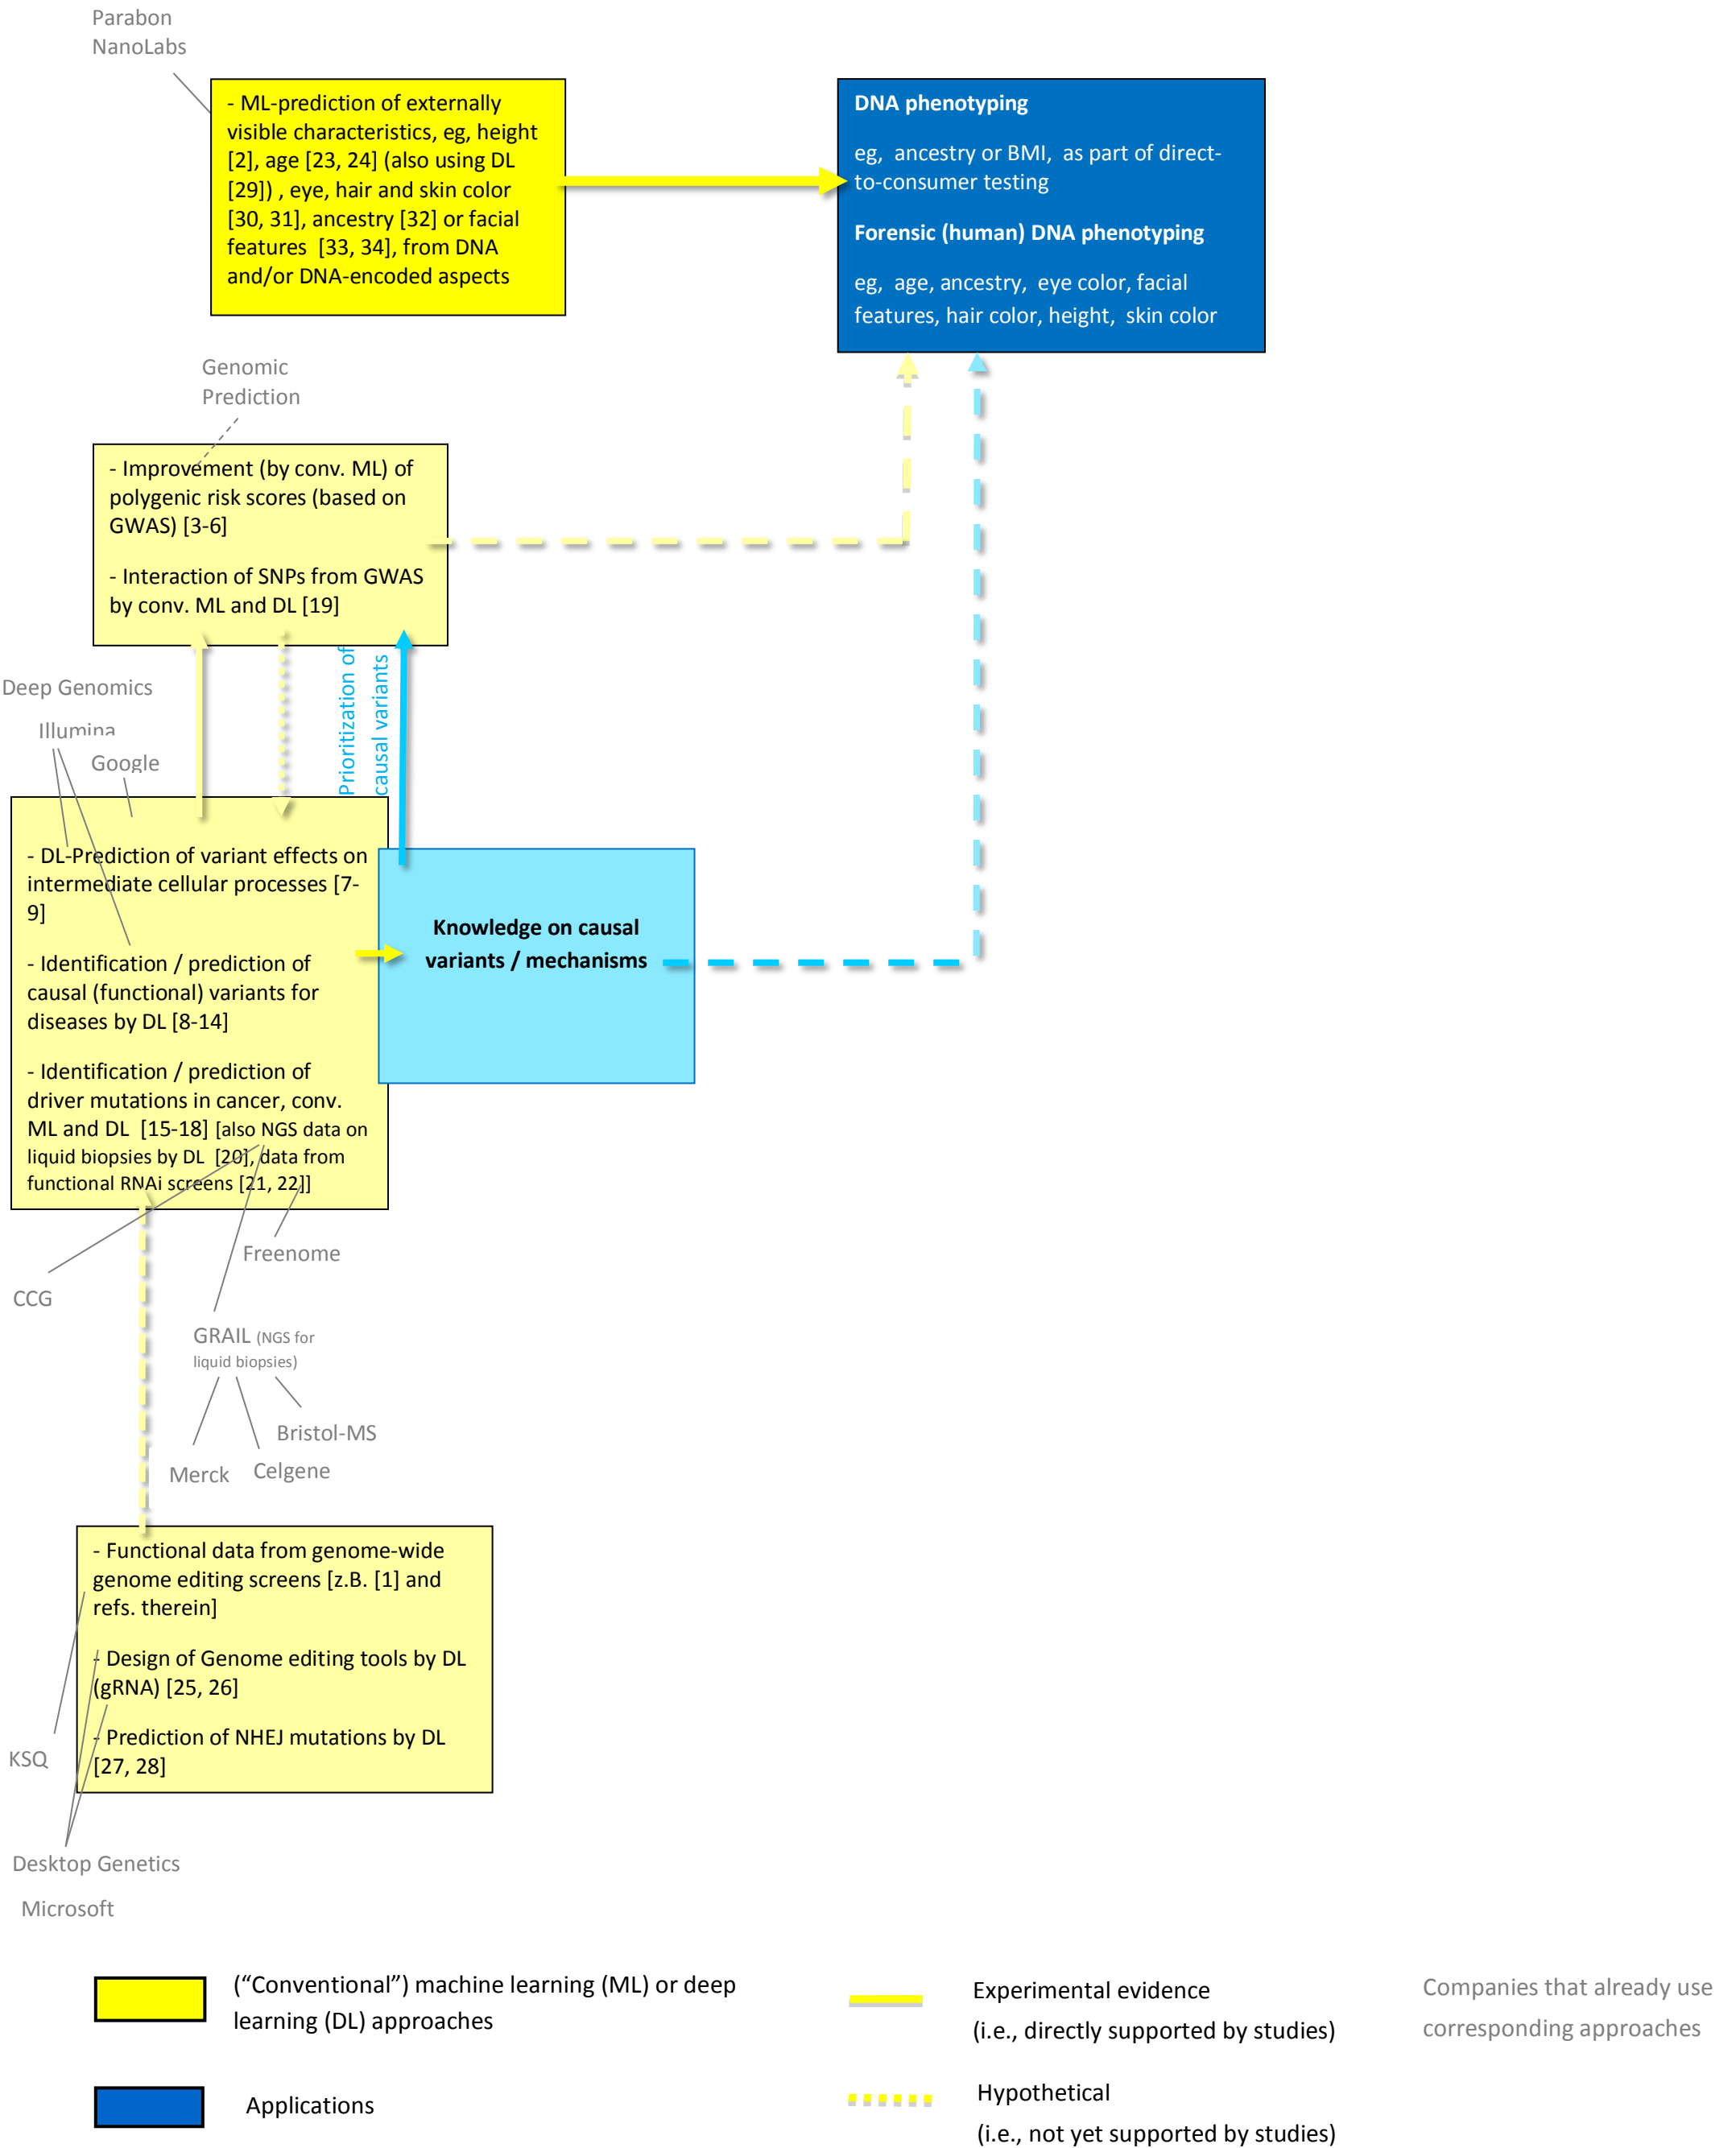 Parabon
NanoLabs
- ML-prediction of externally
visible characteristics, eg, height
[2], age [23, 24] (also using DL
[29]) , eye, hair and skin color
[30, 31], ancestry [32] or facial
features  [33, 34], from DNA
and/or DNA-encoded aspects
DNA phenotyping
eg,  ancestry or BMI,  as part of direct-
to-consumer testing
Forensic (human) DNA phenotyping
eg,  age, ancestry,  eye color, facial
features, hair color, height,  skin color
Genomic
Prediction
- Improvement (by conv. ML) of
polygenic risk scores (based on
GWAS) [3-6]
- Interaction of SNPs from GWAS
by conv. ML and DL [19]
Prioritization of
causal variants
Deep Genomics
Illumina
Google
- DL-Prediction of variant effects on
intermediate cellular processes [7-
9]
- Identification / prediction of
causal (functional) variants for
diseases by DL [8-14]
- Identification / prediction of
driver mutations in cancer, conv.
ML and DL  [15-18] [also NGS data on
liquid biopsies by DL  [20], data from
functional RNAi screens [21, 22]]
Knowledge on causal
variants / mechanisms
Freenome
CCG
GRAIL (NGS for
liquid biopsies)
Bristol-MS
Merck
Celgene
- Functional data from genome-wide
genome editing screens [z.B. [1] and
refs. therein]
- Design of Genome editing tools by DL
(gRNA) [25, 26]
- Prediction of NHEJ mutations by DL
[27, 28]
KSQ
Desktop Genetics
Microsoft
(“Conventional”) machine learning (ML) or deep
learning (DL) approaches
Applications
Experimental evidence
(i.e., directly supported by studies)
Hypothetical
(i.e., not yet supported by studies)
Companies that already use
corresponding approaches